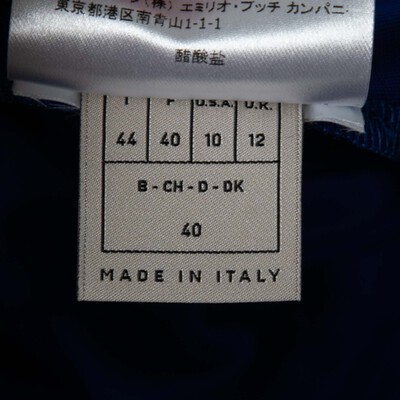 (株) エミリオ・プッチ カンパニー
東京都港区南青山1-1-1
醋酸盐
I F U.S.A. U.K.
44 40 10 12
B - CH - D - DK
40
MADE IN ITALY